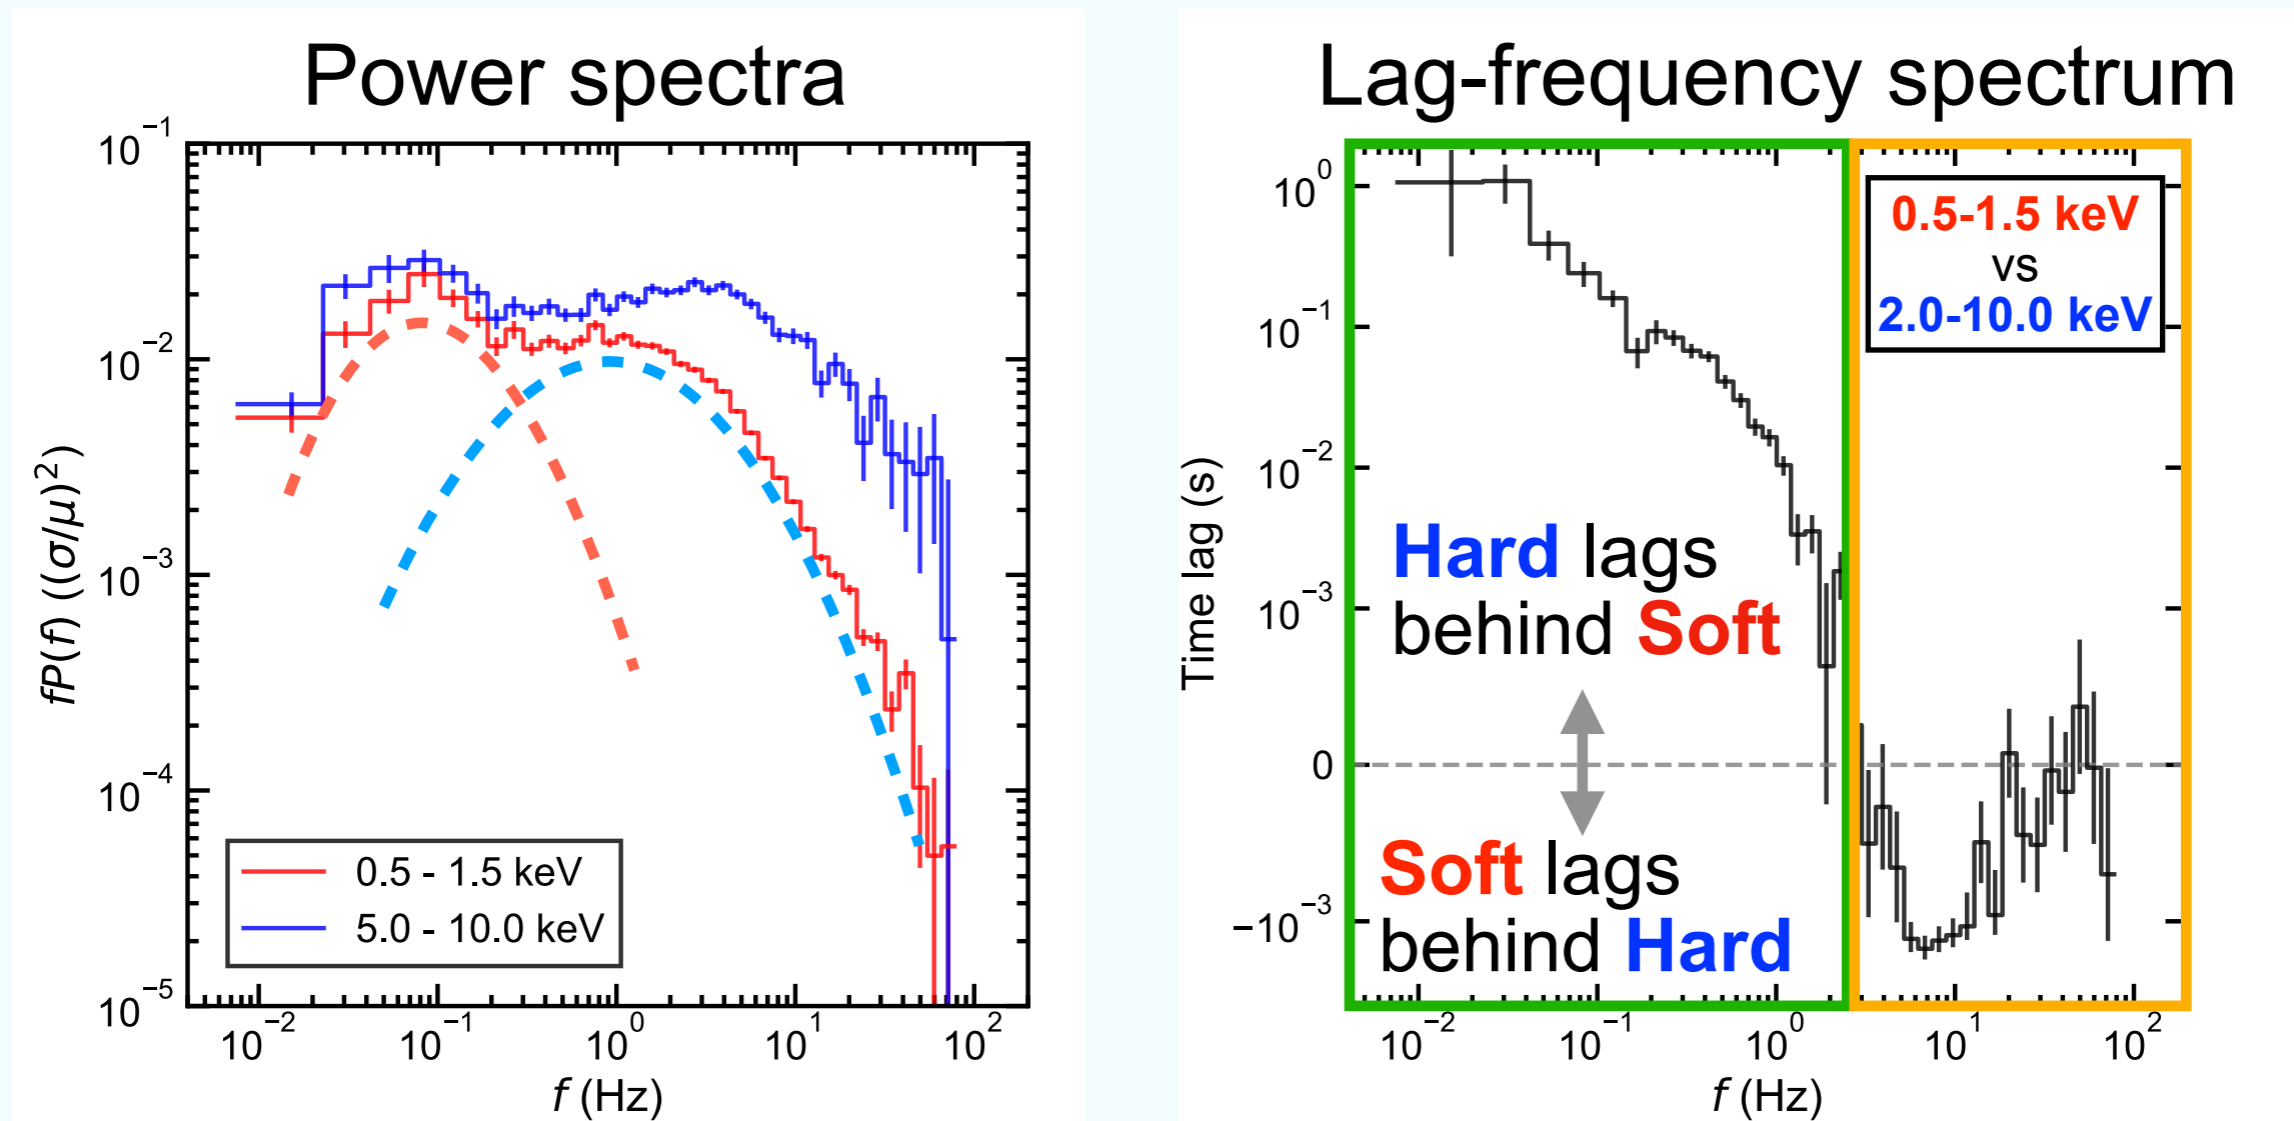 Power spectra
10⁻¹
10⁻²
10⁻³
10⁻⁴
10⁻⁵
fP(f) ((σ/μ)²)
0.5 - 1.5 keV
5.0 - 10.0 keV
10⁻² 10⁻¹ 10⁰ 10¹ 10²
f (Hz)
Lag-frequency spectrum
10⁰
10⁻¹
10⁻²
10⁻³
0
−10⁻³
Time lag (s)
0.5-1.5 keV
vs
2.0-10.0 keV
Hard lags
behind Soft
Soft lags
behind Hard
10⁻² 10⁻¹ 10⁰ 10¹ 10²
f (Hz)